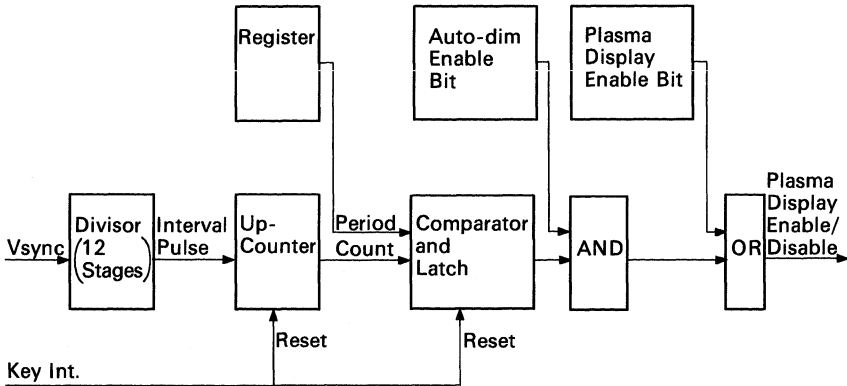 Register
Auto-dim
Enable
Bit
Plasma
Display
Enable Bit
Vsync
Divisor
(12
Stages)
Interval
Pulse
Up-
Counter
Period
Count
Comparator
and
Latch
AND
OR
Plasma
Display
Enable/
Disable
Reset
Reset
Key Int.